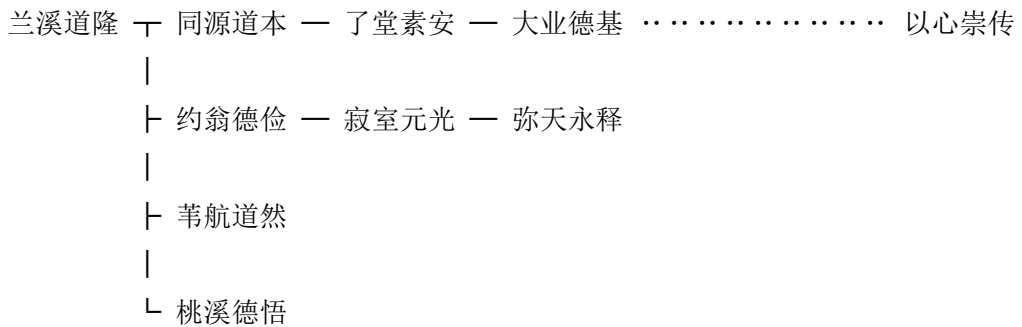 兰溪道隆 ┬ 同源道本 — 了堂素安 — 大业德基 ……………… 以心崇传
|
├ 约翁德俭 — 寂室元光 — 弥天永释
|
├ 苇航道然
|
└ 桃溪德悟